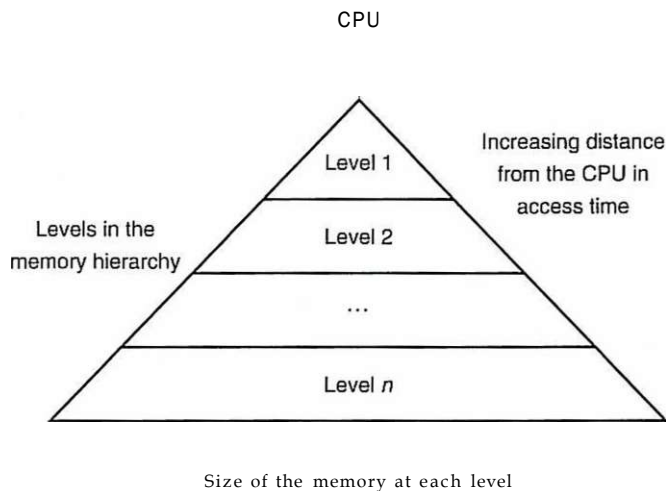 CPU
Level 1
Increasing distance
from the CPU in
access time
Levels in the
memory hierarchy
Level 2
...
Level n
Size of the memory at each level